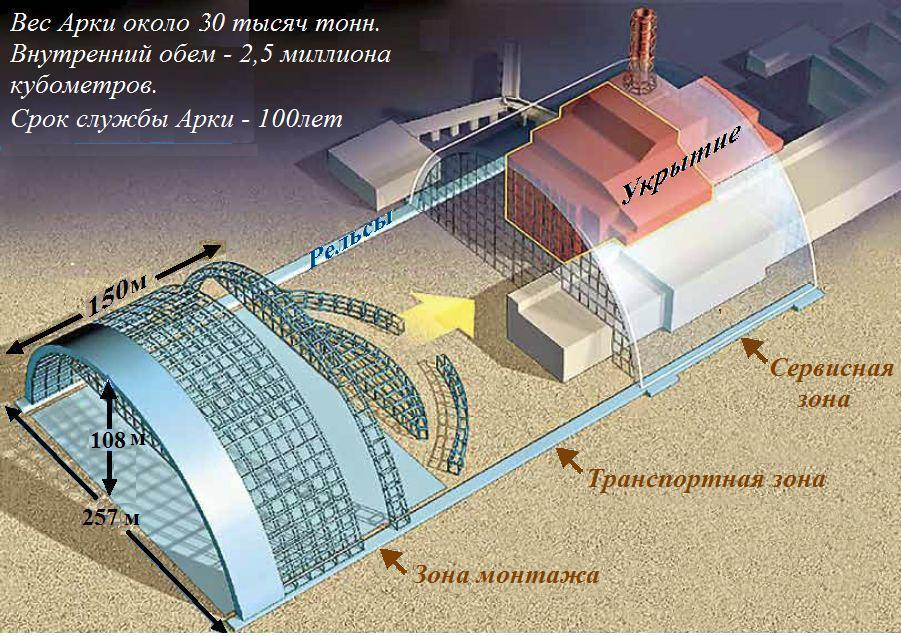 Вес Арки около 30 тысяч тонн.
Внутренний обем - 2,5 миллиона
кубометров.
Срок службы Арки - 100лет
Укрытие
Рельсы
150м
108 м
257 м
Сервисная
зона
Транспортная зона
Зона монтажа